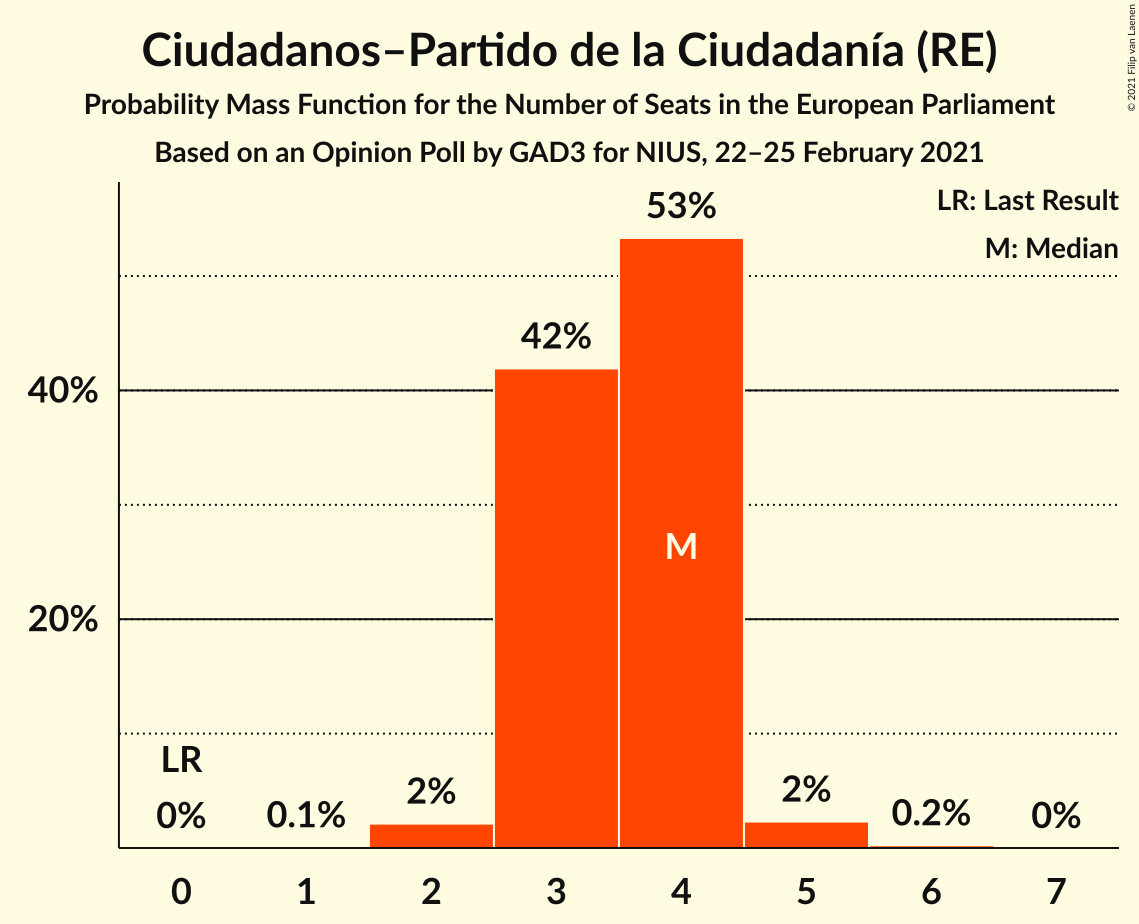 Ciudadanos–Partido de la Ciudadanía (RE)
Probability Mass Function for the Number of Seats in the European Parliament
Based on an Opinion Poll by GAD3 for NIUS, 22–25 February 2021
© 2021 Filip van Laenen
LR: Last Result
M: Median
53%
42%
40%
M
20%
LR
0%
0.1%
2%
2%
0.2%
0%
0 1 2 3 4 5 6 7